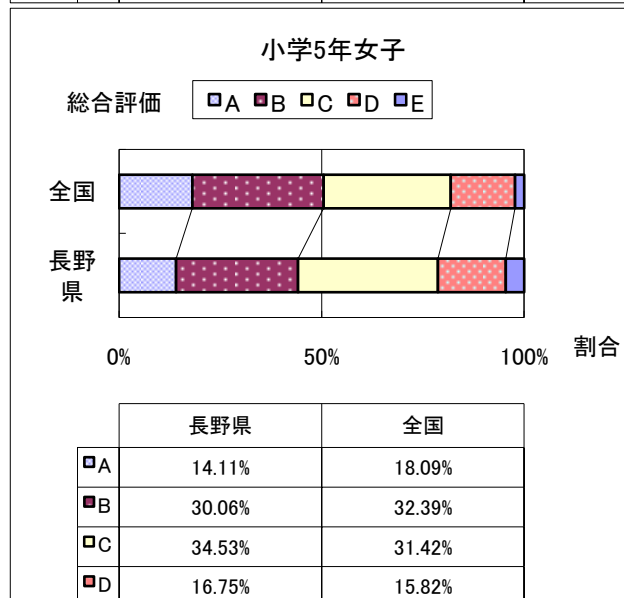 小学5年女子
総合評価 A B C D E
全国
長野
県
0% 50% 100% 割合
長野県 全国
A 14.11% 18.09%
B 30.06% 32.39%
C 34.53% 31.42%
D 16.75% 15.82%